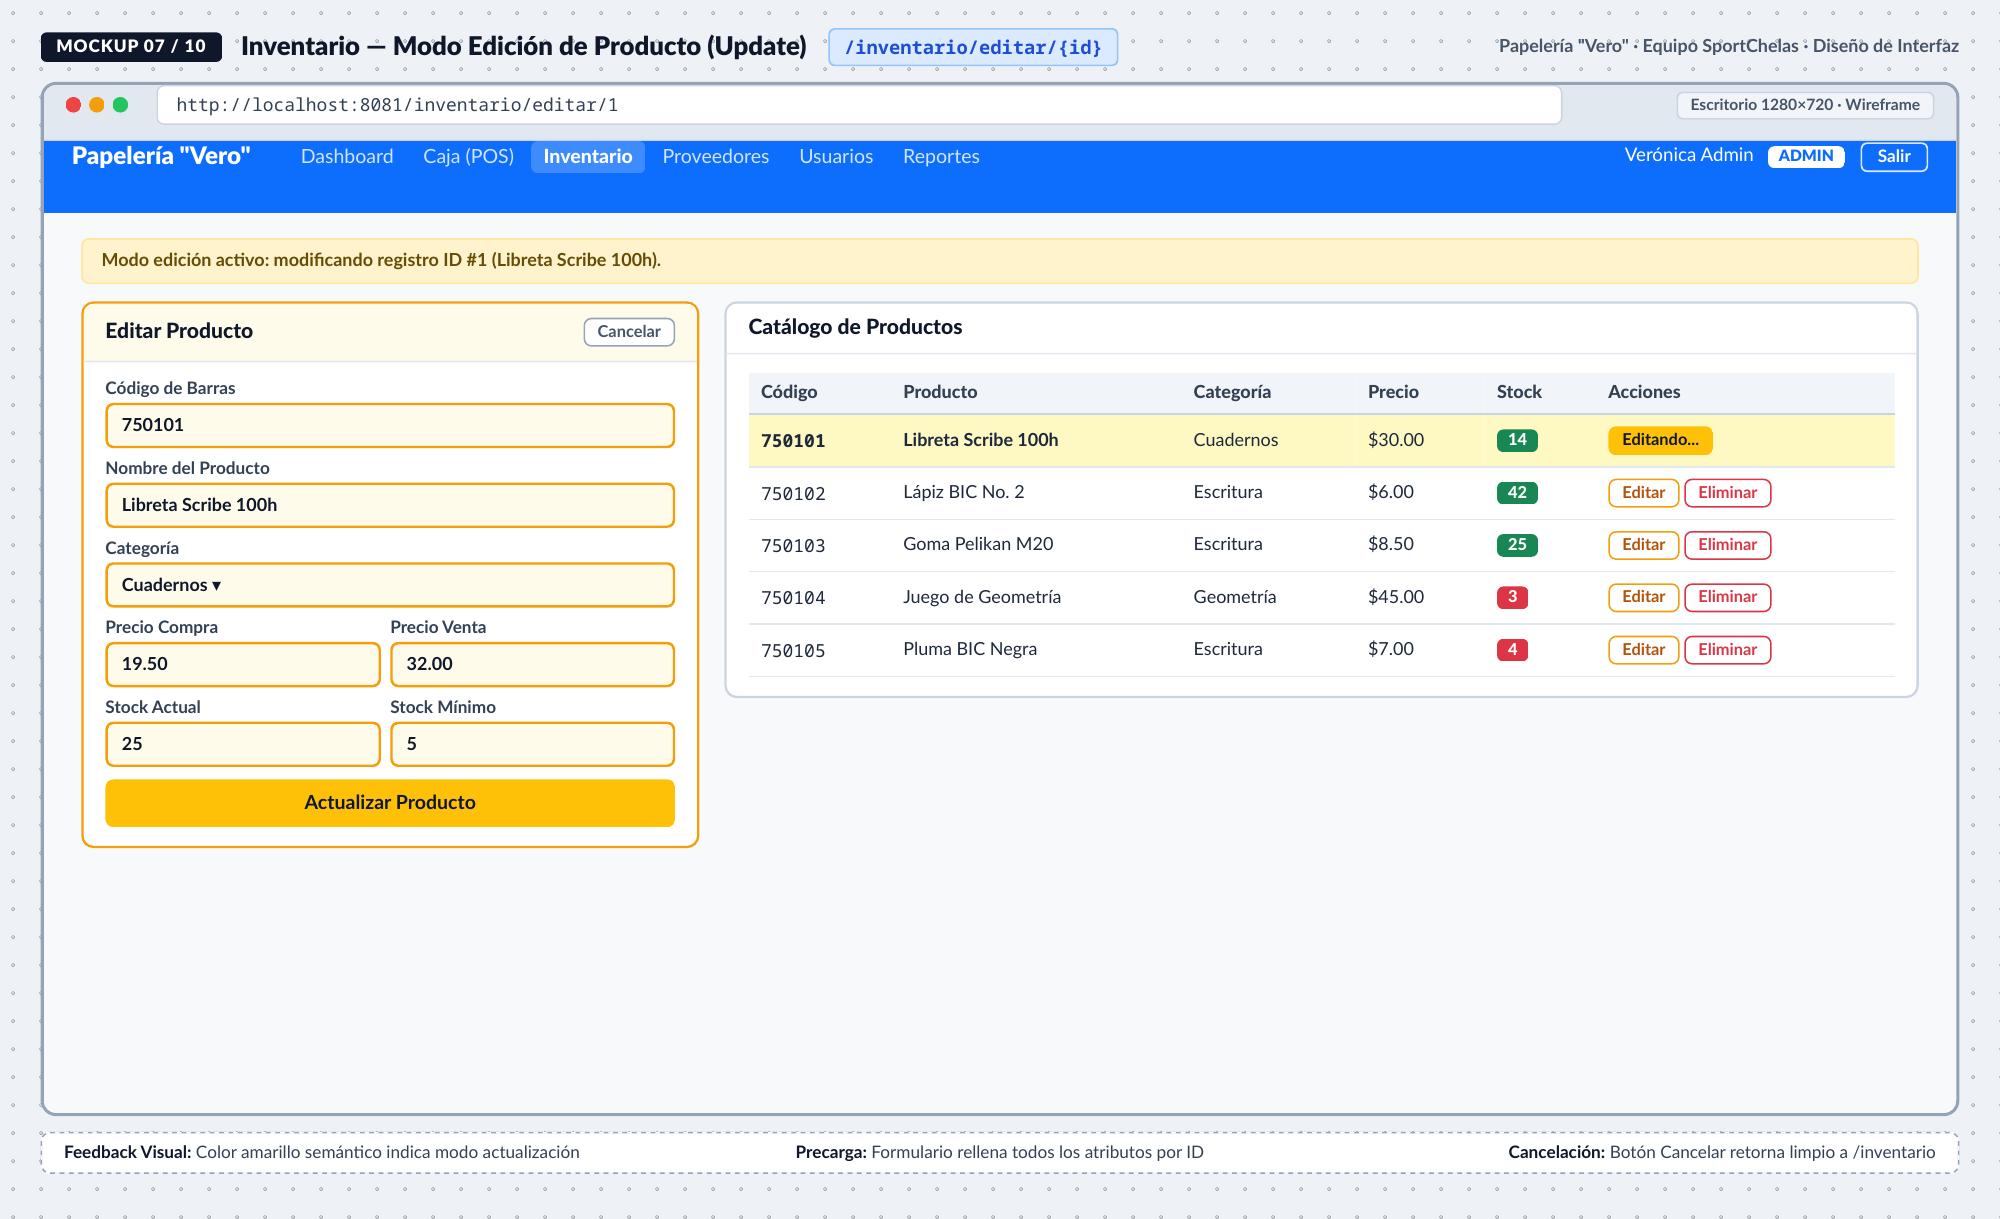 MOCKUP 07 / 10 Inventario — Modo Edición de Producto (Update) /inventario/editar/{id} Papelería "Vero" · Equipo SportChelas · Diseño de Interfaz
http://localhost:8081/inventario/editar/1 Escritorio 1280×720 · Wireframe
Papelería "Vero" Dashboard Caja (POS) Inventario Proveedores Usuarios Reportes Verónica Admin ADMIN Salir
Modo edición activo: modificando registro ID #1 (Libreta Scribe 100h).
Editar Producto Cancelar
Código de Barras
750101
Nombre del Producto
Libreta Scribe 100h
Categoría
Cuadernos ▾
Precio Compra Precio Venta
19.50 32.00
Stock Actual Stock Mínimo
25 5
Actualizar Producto
Catálogo de Productos
Código Producto Categoría Precio Stock Acciones
750101 Libreta Scribe 100h Cuadernos $30.00 14 Editando...
750102 Lápiz BIC No. 2 Escritura $6.00 42 Editar Eliminar
750103 Goma Pelikan M20 Escritura $8.50 25 Editar Eliminar
750104 Juego de Geometría Geometría $45.00 3 Editar Eliminar
750105 Pluma BIC Negra Escritura $7.00 4 Editar Eliminar
Feedback Visual: Color amarillo semántico indica modo actualización Precarga: Formulario rellena todos los atributos por ID Cancelación: Botón Cancelar retorna limpio a /inventario